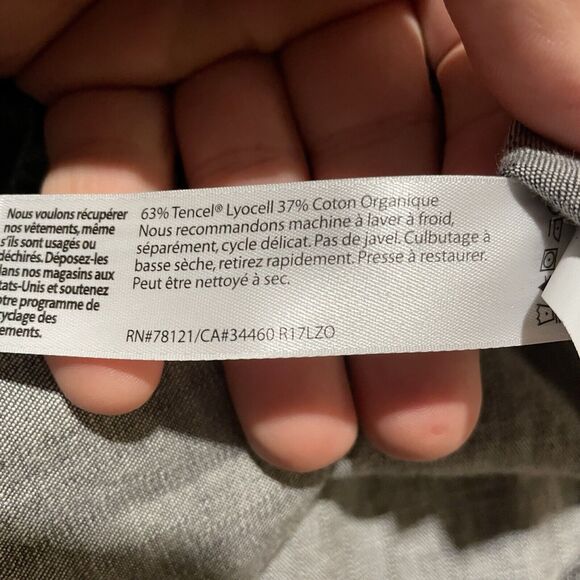 Nous voulons récupérer
nos vêtements, même
s'ils sont usagés ou
déchirés. Déposez-les
dans nos magasins aux
États-Unis et soutenez
notre programme de
recyclage des
vêtements.
63% Tencel® Lyocell 37% Coton Organique
Nous recommandons machine à laver à froid,
séparément, cycle délicat. Pas de javel. Culbutage à
basse sèche, retirez rapidement. Presse à restaurer.
Peut être nettoyé à sec.
RN#78121/CA#34460 R17LZO